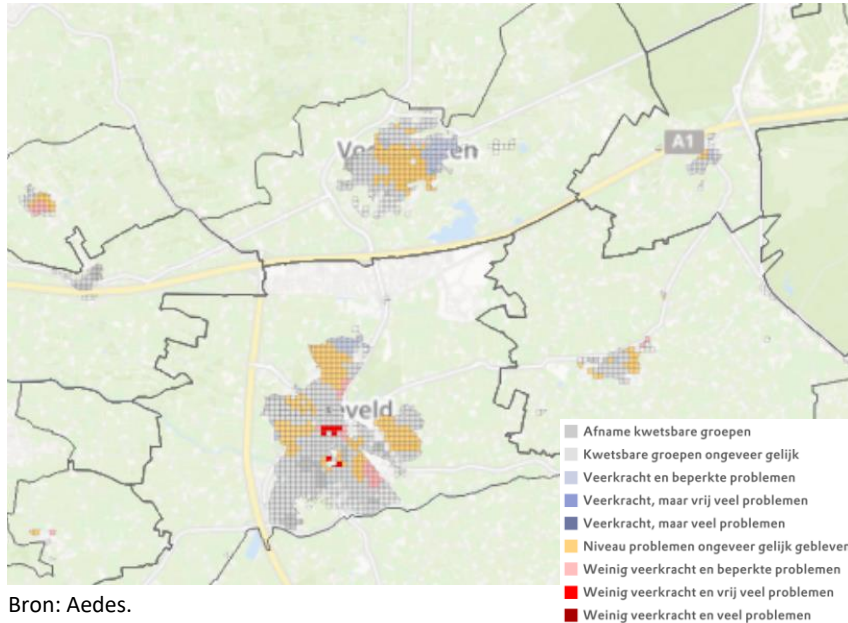 A1
Afname kwetsbare groepen
Kwetsbare groepen ongeveer gelijk
Veerkracht en beperkte problemen
Veerkracht, maar vrij veel problemen
Veerkracht, maar veel problemen
Niveau problemen ongeveer gelijk gebleven
Weinig veerkracht en beperkte problemen
Weinig veerkracht en vrij veel problemen
Weinig veerkracht en veel problemen
Bron: Aedes.